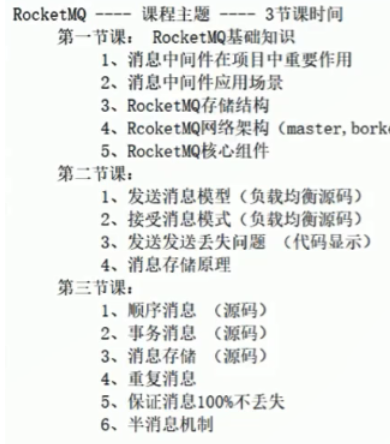 RocketMQ ---- 课程主题 ---- 3节课时间
第一节课： RocketMQ基础知识
1、消息中间件在项目中重要作用
2、消息中间件应用场景
3、RocketMQ存储结构
4、RcoketMQ网络架构（master,bork
5、RocketMQ核心组件
第二节课：
1、发送消息模型（负载均衡源码）
2、接受消息模式（负载均衡源码）
3、发送发送丢失问题 （代码显示）
4、消息存储原理
第三节课：
1、顺序消息 （源码）
2、事务消息 （源码）
3、消息存储 （源码）
4、重复消息
5、保证消息100%不丢失
6、半消息机制